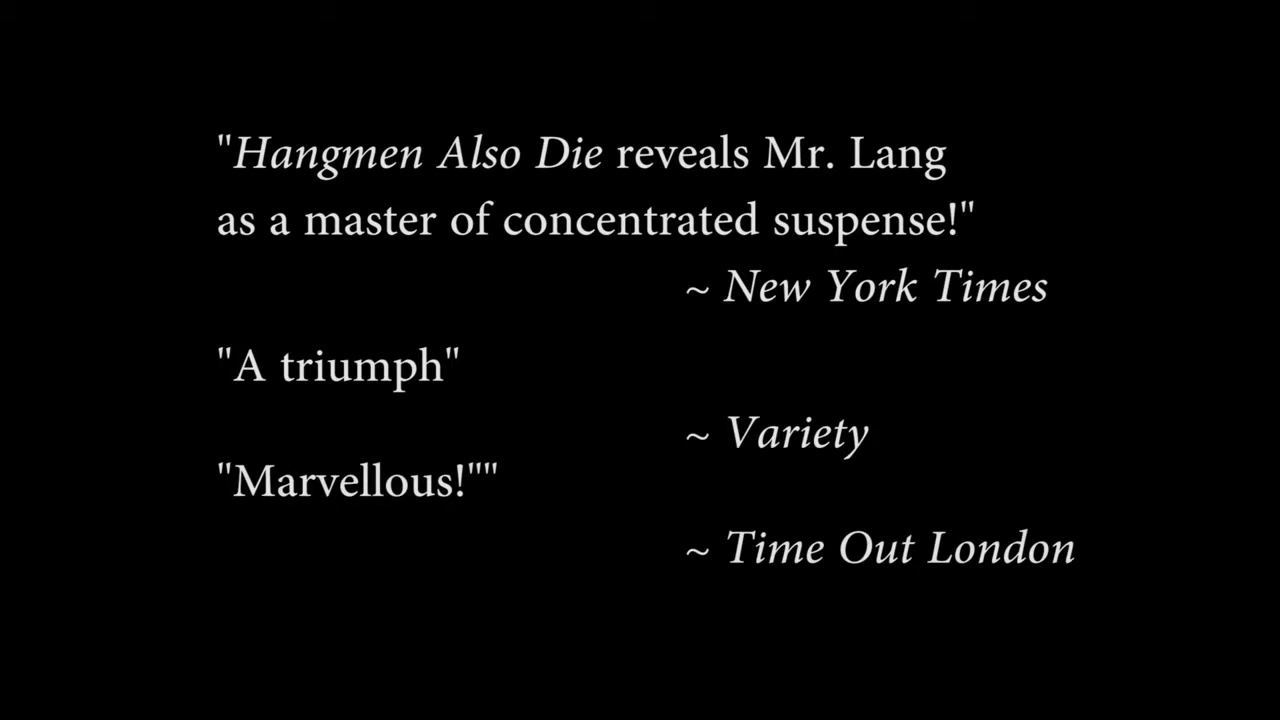 "Hangmen Also Die reveals Mr. Lang
as a master of concentrated suspense!"
~ New York Times
"A triumph"
~ Variety
"Marvellous!""
~ Time Out London